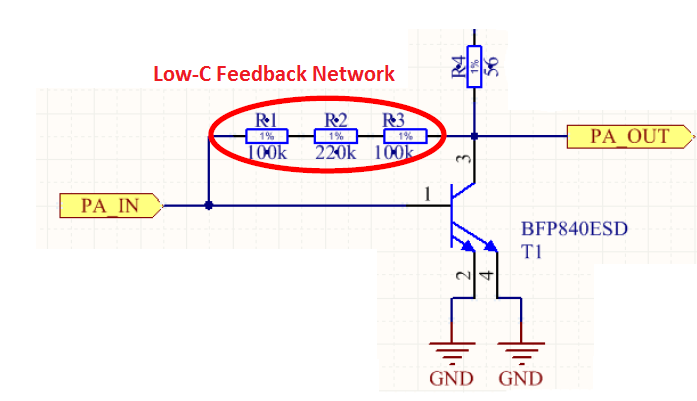 R4
1%
56
Low-C Feedback Network
R1 R2 R3
1% 1% 1%
100k 220k 100k
PA_OUT
3
1
PA_IN
BFP840ESD
T1
2 4
GND GND